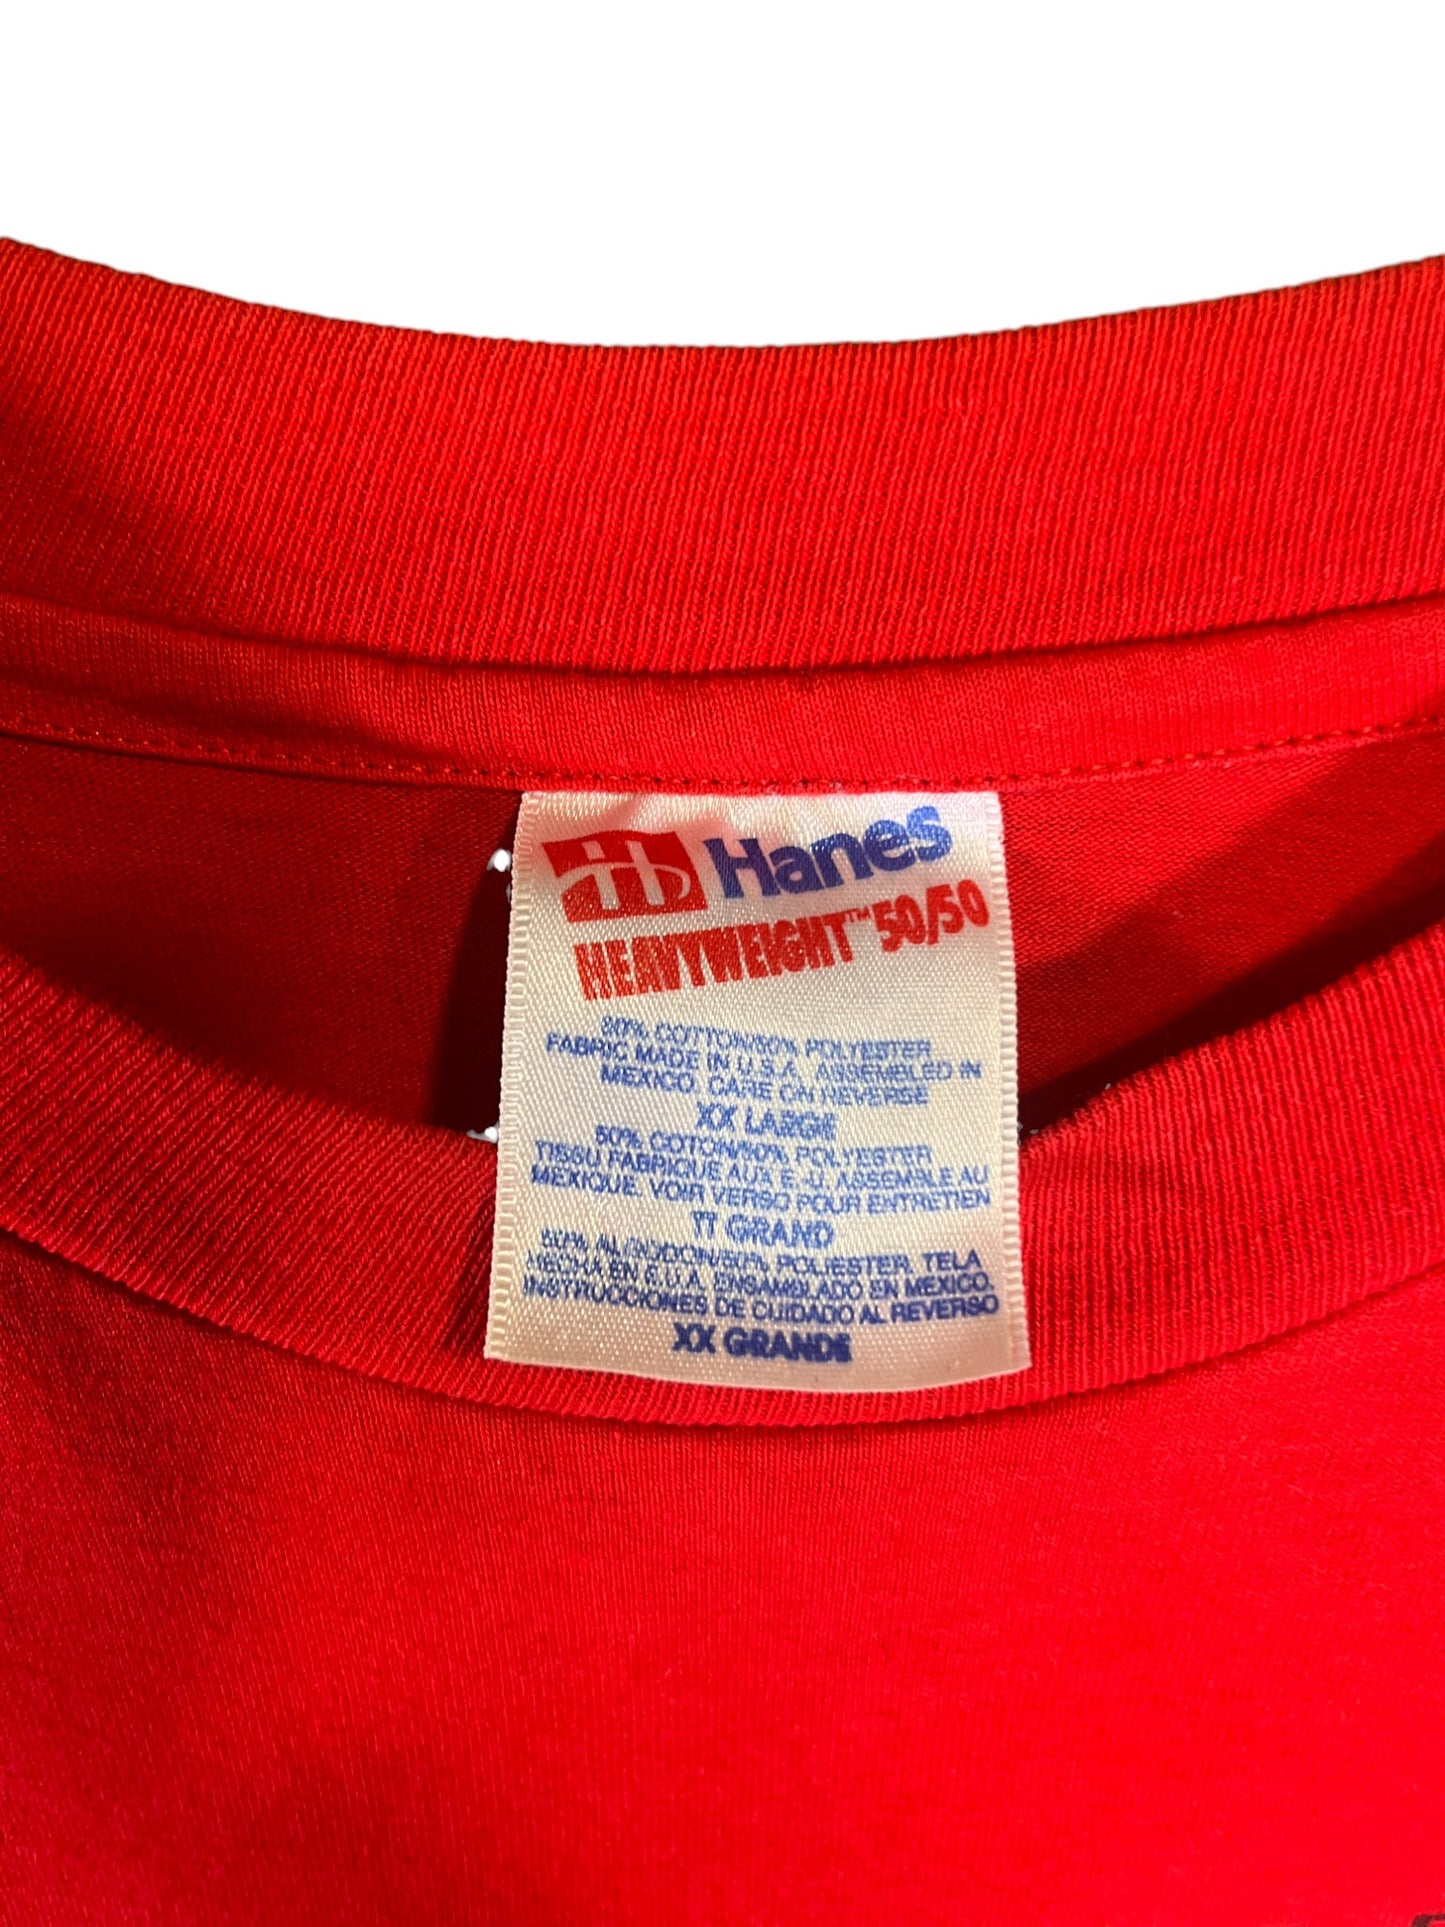 Hanes
HEAVYWEIGHT™ 50/50
50% COTTON/50% POLYESTER
FABRIC MADE IN U.S.A., ASSEMBLED IN
MEXICO. CARE ON REVERSE
XX LARGE
50% COTON/50% POLYESTER
TISSU FABRIQUE AUX E.-U. ASSEMBLE AU
MEXIQUE. VOIR VERSO POUR ENTRETIEN
TT GRAND
50% ALGODON/50% POLIESTER. TELA
HECHA EN E.U.A. ENSAMBLADO EN MEXICO.
INSTRUCCIONES DE CUIDADO AL REVERSO
XX GRANDE